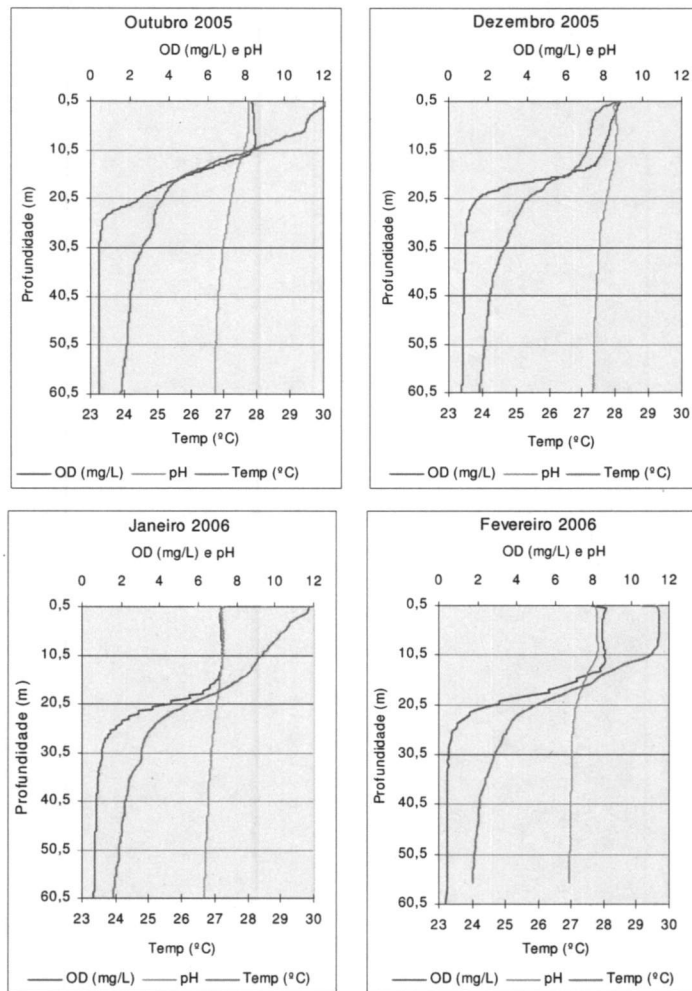 Outubro 2005
OD (mg/L) e pH
0 2 4 6 8 10 12
0,5
10,5
20,5
30,5
40,5
50,5
60,5
Profundidade (m)
23 24 25 26 27 28 29 30
Temp (ºC)
OD (mg/L) pH Temp (ºC)
Dezembro 2005
OD (mg/L) e pH
0 2 4 6 8 10 12
0,5
10,5
20,5
30,5
40,5
50,5
60,5
Profundidade (m)
23 24 25 26 27 28 29 30
Temp (ºC)
OD (mg/L) pH Temp (ºC)
Janeiro 2006
OD (mg/L) e pH
0 2 4 6 8 10 12
0,5
10,5
20,5
30,5
40,5
50,5
60,5
Profundidade (m)
23 24 25 26 27 28 29 30
Temp (ºC)
OD (mg/L) pH Temp (ºC)
Fevereiro 2006
OD (mg/L) e pH
0 2 4 6 8 10 12
0,5
10,5
20,5
30,5
40,5
50,5
60,5
Profundidade (m)
23 24 25 26 27 28 29 30
Temp (ºC)
OD (mg/L) pH Temp (ºC)